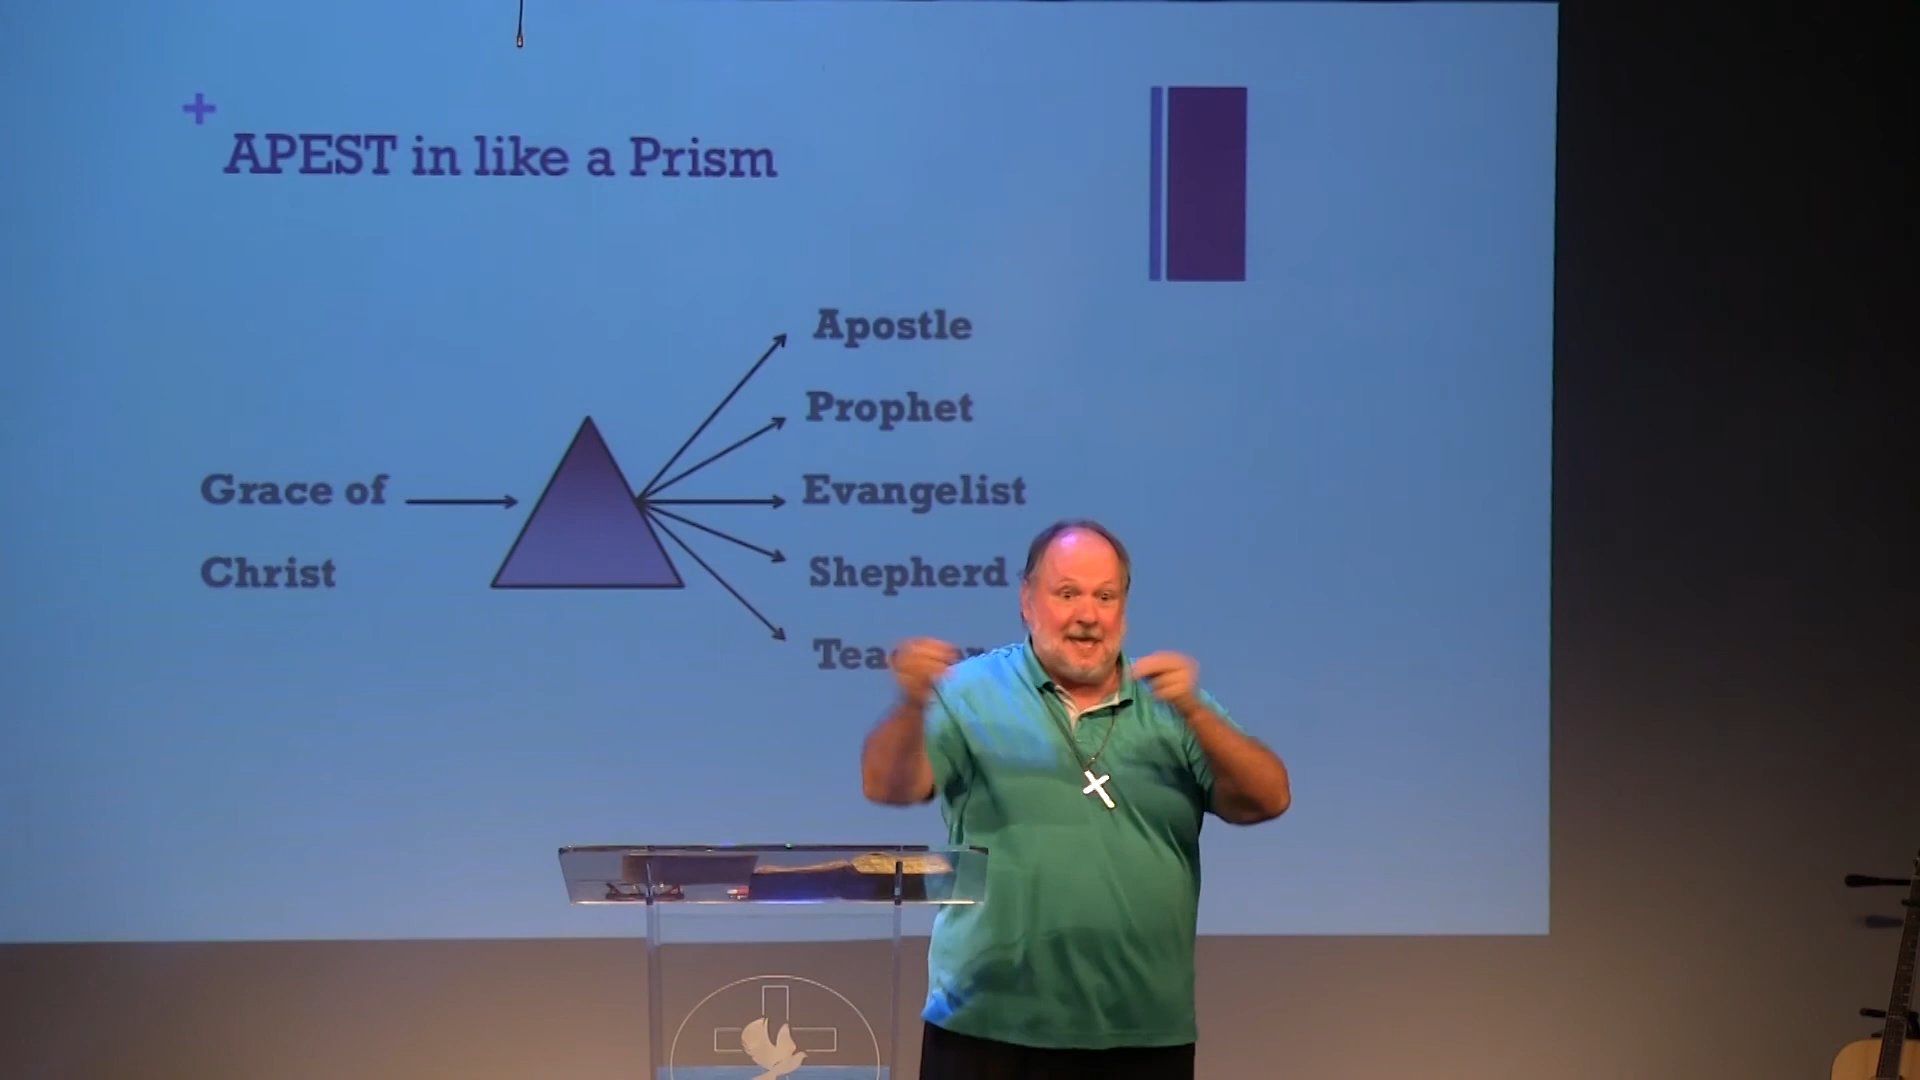 +
APEST in like a Prism
Apostle
Prophet
Grace of
Evangelist
Christ
Shepherd